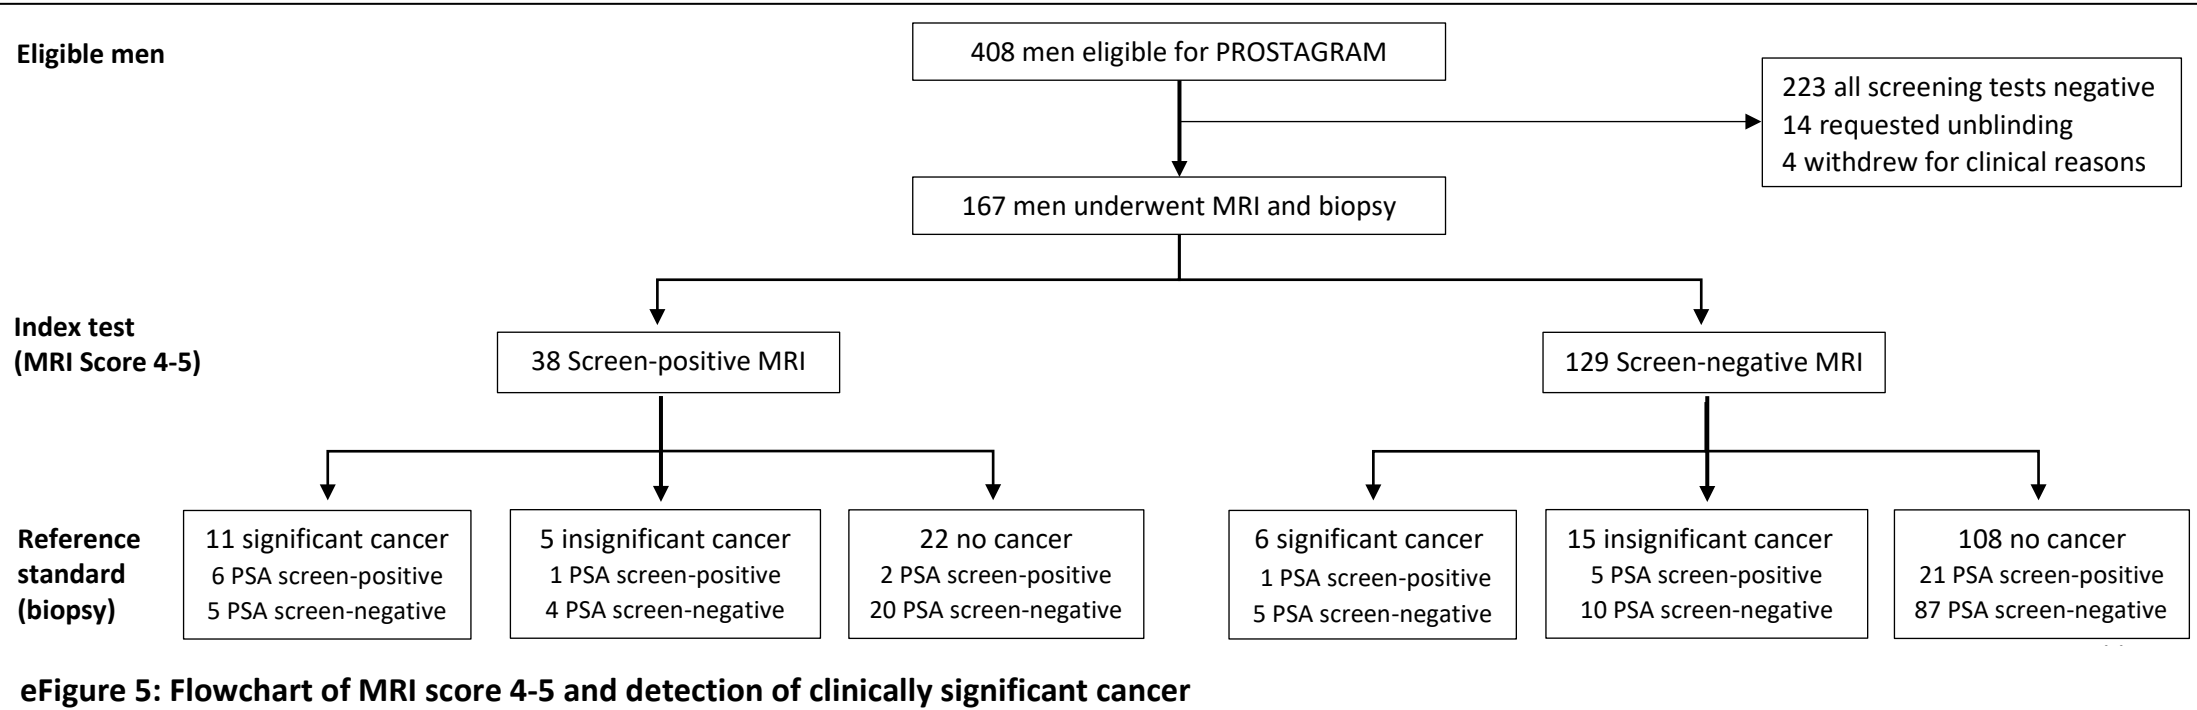 Eligible men
408 men eligible for PROSTAGRAM
223 all screening tests negative
14 requested unblinding
4 withdrew for clinical reasons
167 men underwent MRI and biopsy
Index test
(MRI Score 4-5)
38 Screen-positive MRI
129 Screen-negative MRI
Reference
standard
(biopsy)
11 significant cancer
6 PSA screen-positive
5 PSA screen-negative
5 insignificant cancer
1 PSA screen-positive
4 PSA screen-negative
22 no cancer
2 PSA screen-positive
20 PSA screen-negative
6 significant cancer
1 PSA screen-positive
5 PSA screen-negative
15 insignificant cancer
5 PSA screen-positive
10 PSA screen-negative
108 no cancer
21 PSA screen-positive
87 PSA screen-negative
eFigure 5: Flowchart of MRI score 4-5 and detection of clinically significant cancer